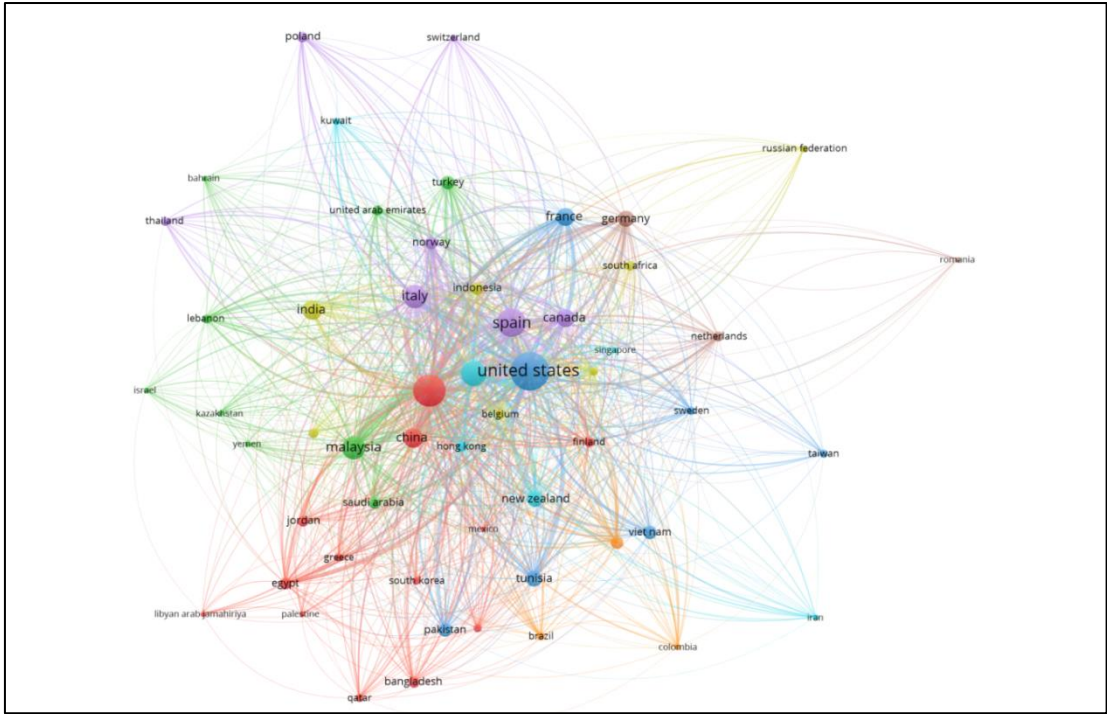 poland
switzerland
kuwait
russian federation
bahrain
turkey
thailand
united arab emirates
france
germany
norway
romania
south africa
indonesia
italy
india
lebanon
spain
canada
netherlands
singapore
united states
israel
kazakhstan
belgium
sweden
yemen
malaysia
china
hong kong
finland
taiwan
new zealand
saudi arabia
jordan
mexico
viet nam
greece
egypt
south korea
tunisia
libyan arab jamahiriya
palestine
iran
pakistan
brazil
colombia
bangladesh
qatar